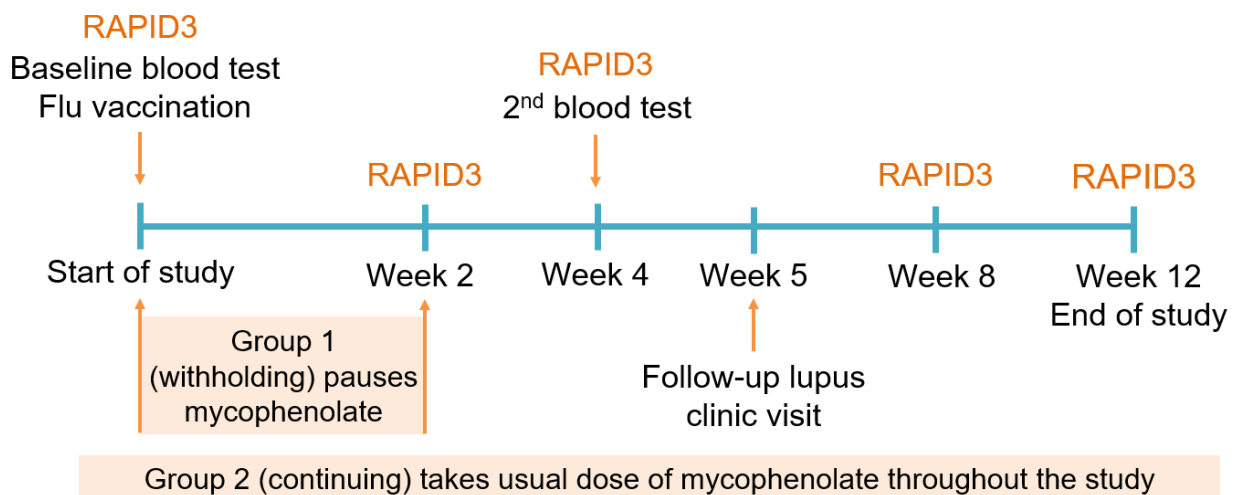 RAPID3
Baseline blood test
Flu vaccination
RAPID3
2nd blood test
RAPID3
RAPID3
RAPID3
Start of study
Week 2
Week 4
Week 5
Week 8
Week 12
End of study
Group 1
(withholding) pauses
mycophenolate
Follow-up lupus
clinic visit
Group 2 (continuing) takes usual dose of mycophenolate throughout the study